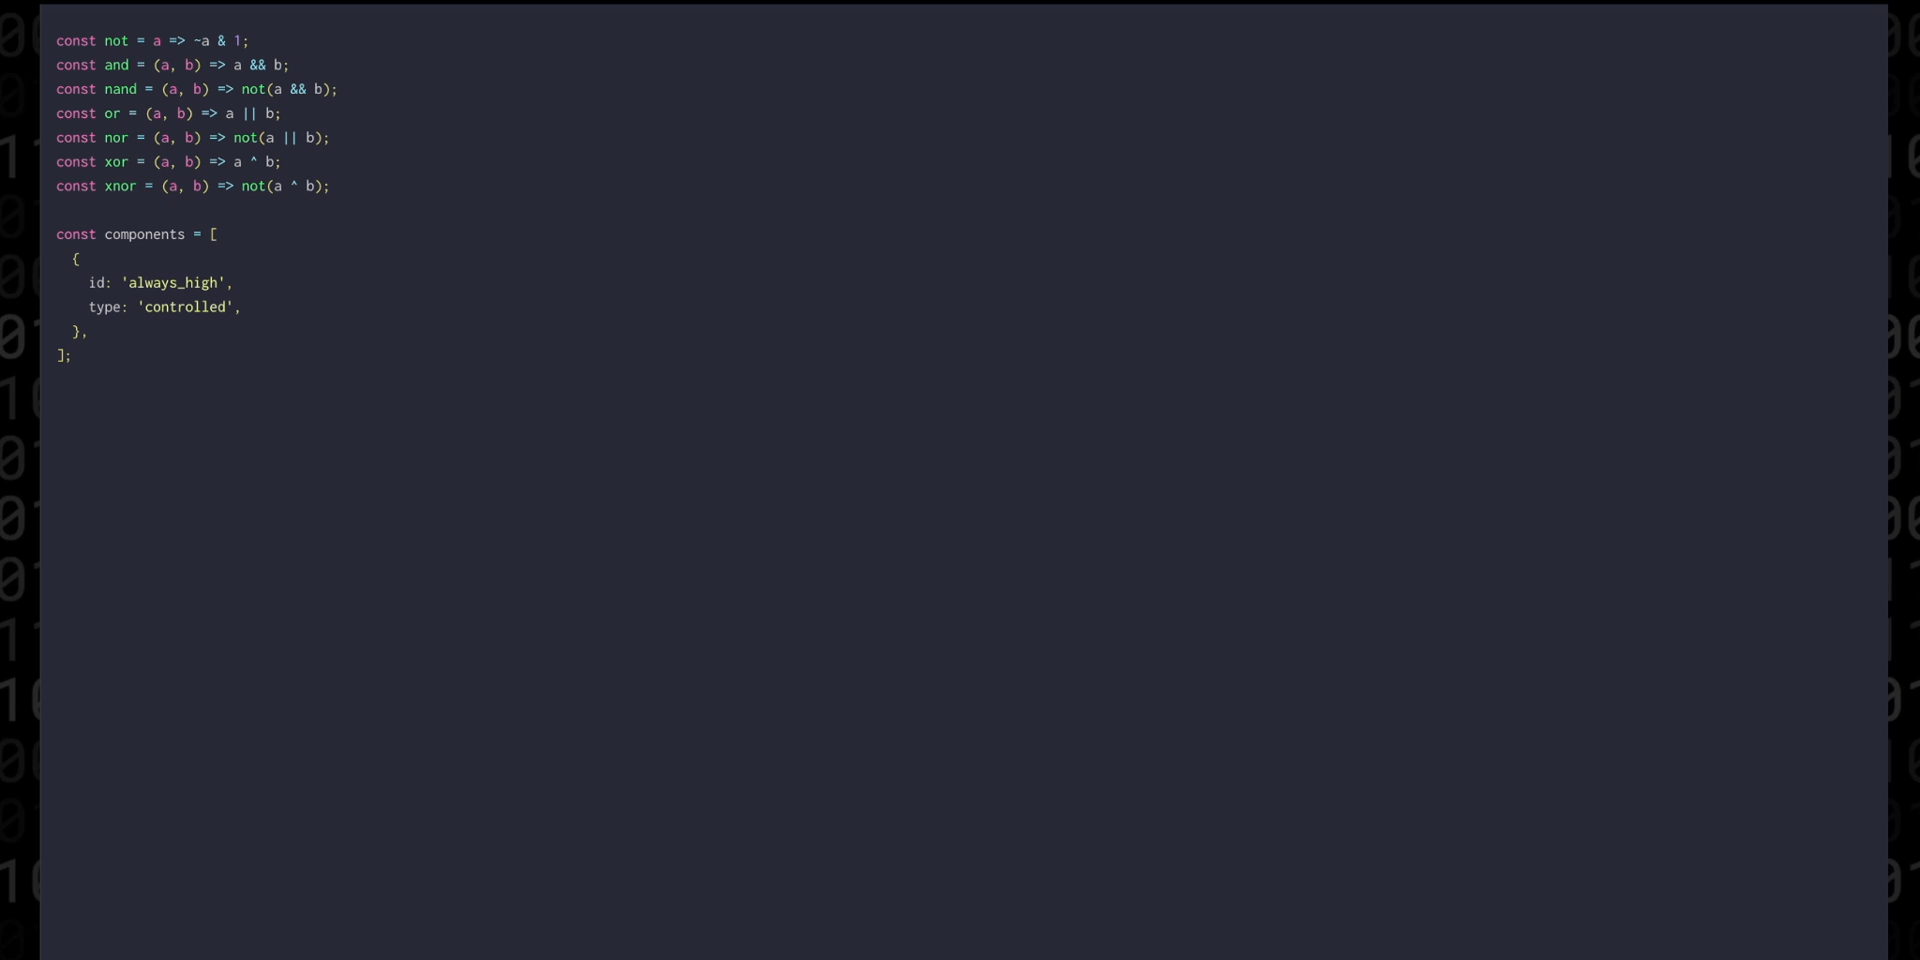 const not = a => ~a & 1;
const and = (a, b) => a && b;
const nand = (a, b) => not(a && b);
const or = (a, b) => a || b;
const nor = (a, b) => not(a || b);
const xor = (a, b) => a ^ b;
const xnor = (a, b) => not(a ^ b);

const components = [
  {
    id: 'always_high',
    type: 'controlled',
  },
];